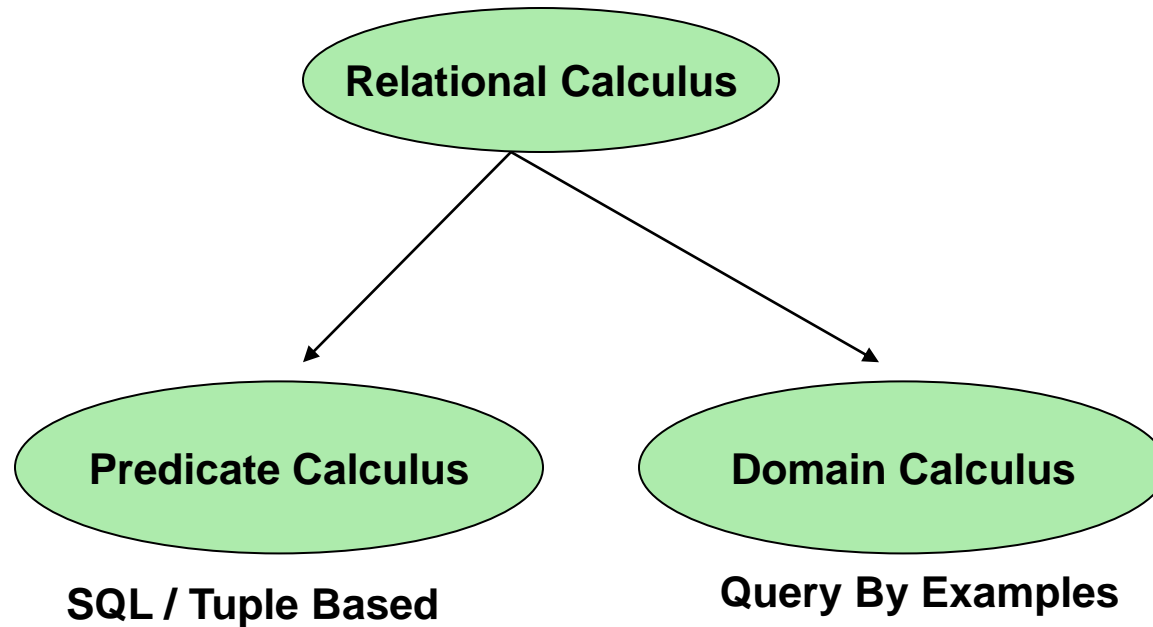 Relational Calculus
Predicate Calculus
Domain Calculus
SQL / Tuple Based
Query By Examples